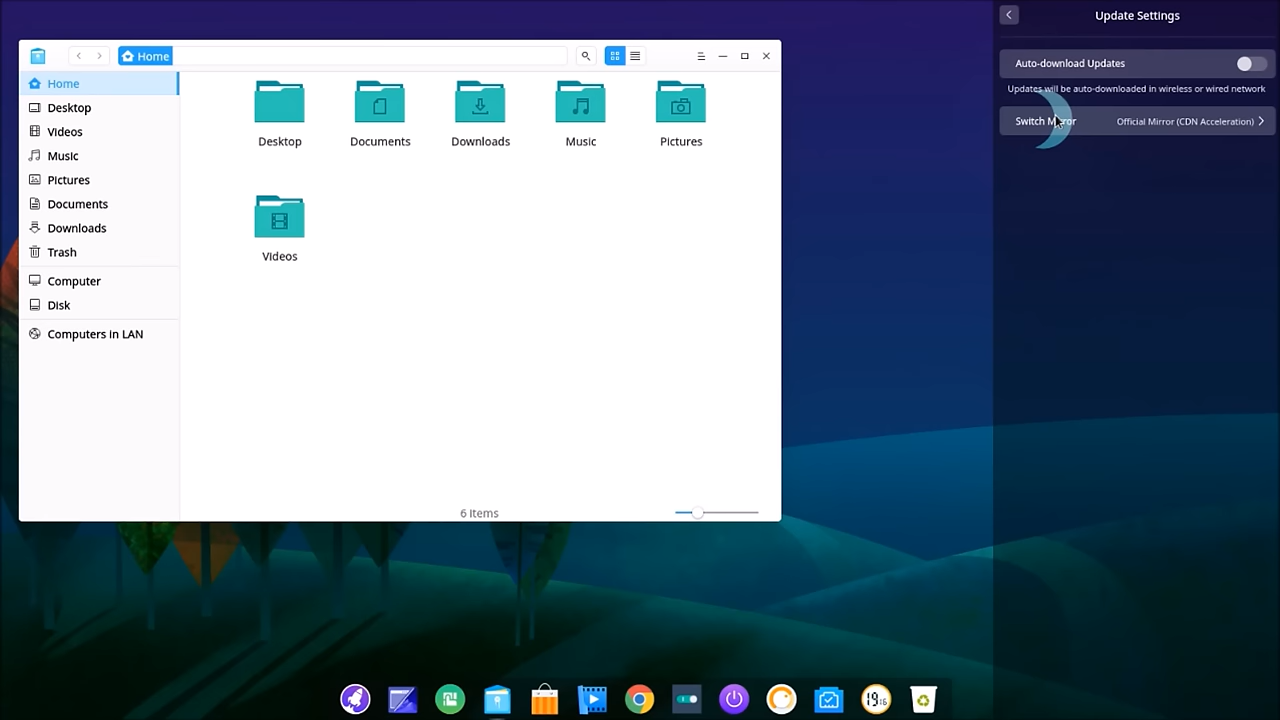 Home
Home
Desktop
Videos
Music
Pictures
Documents
Downloads
Trash
Computer
Disk
Computers in LAN
Desktop
Documents
Downloads
Music
Pictures
Videos
6 items
Update Settings
Auto-download Updates
Updates will be auto-downloaded in wireless or wired network
Switch Mirror
Official Mirror (CDN Acceleration)